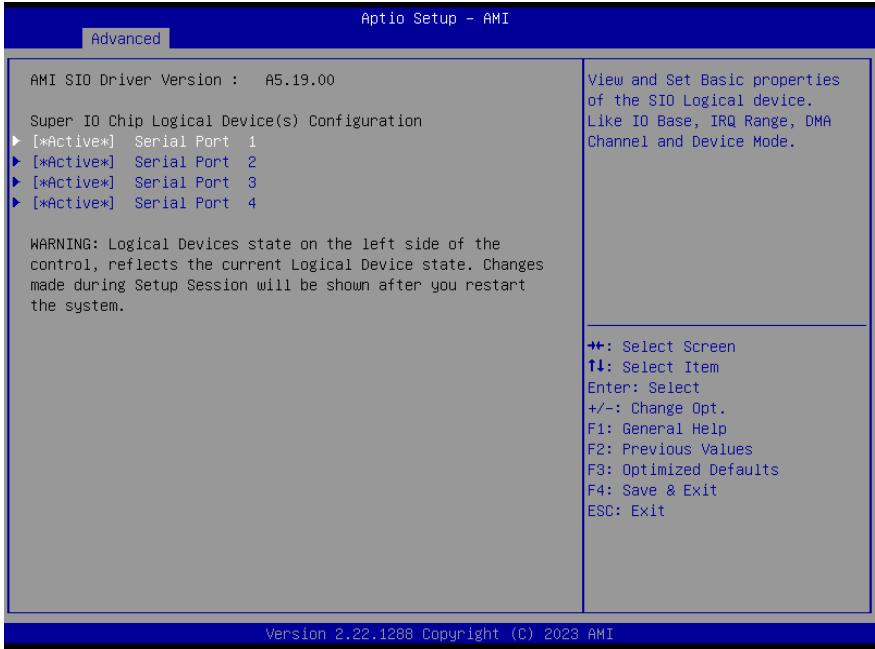 Aptio Setup – AMI
Advanced
AMI SIO Driver Version : A5.19.00
Super IO Chip Logical Device(s) Configuration
[*Active*] Serial Port 1
[*Active*] Serial Port 2
[*Active*] Serial Port 3
[*Active*] Serial Port 4
WARNING: Logical Devices state on the left side of the
control, reflects the current Logical Device state. Changes
made during Setup Session will be shown after you restart
the system.
View and Set Basic properties
of the SIO Logical device.
Like IO Base, IRQ Range, DMA
Channel and Device Mode.
→←: Select Screen
↑↓: Select Item
Enter: Select
+/-: Change Opt.
F1: General Help
F2: Previous Values
F3: Optimized Defaults
F4: Save & Exit
ESC: Exit
Version 2.22.1288 Copyright (C) 2023 AMI